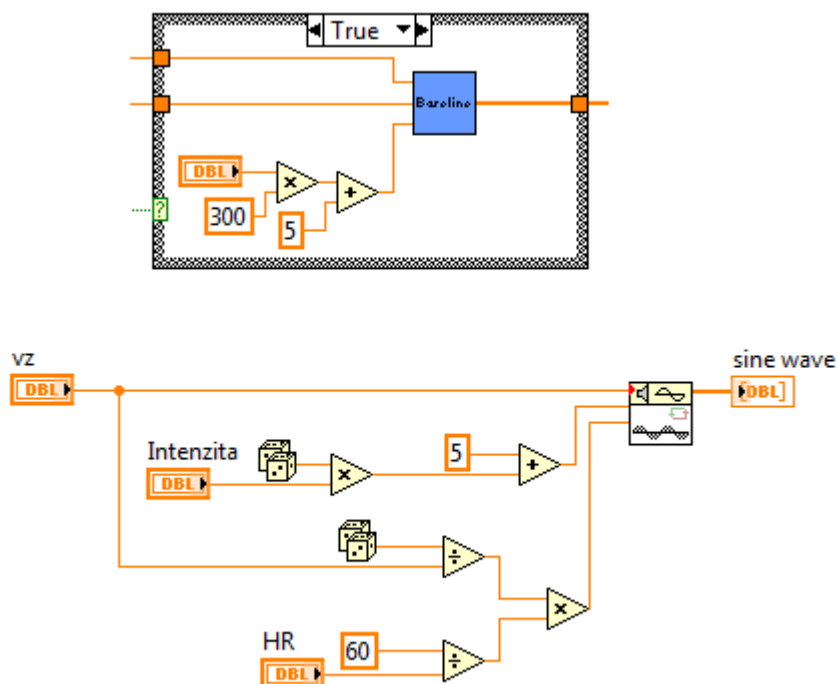 True
Baseline
DBL
×
+
300
5
?
vz
DBL
sine wave
DBL
Intenzita
DBL
×
5
+
÷
×
HR
DBL
60
÷